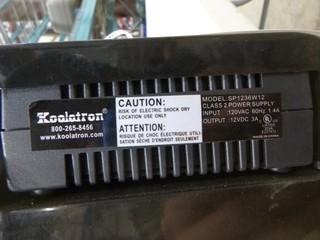 Koolatron
800-265-8456
koolatron.com
CAUTION:
RISK OF ELECTRIC SHOCK DRY
LOCATION USE ONLY
ATTENTION:
RISQUE DE CHOC ÉLECTRIQUE UTILI-
SATION SÈCHE D'ENDROIT SEULEMENT
MODEL: SP1236W12
CLASS 2 POWER SUPPLY
INPUT :120VAC 60Hz 1.4A
OUTPUT :12VDC 3A